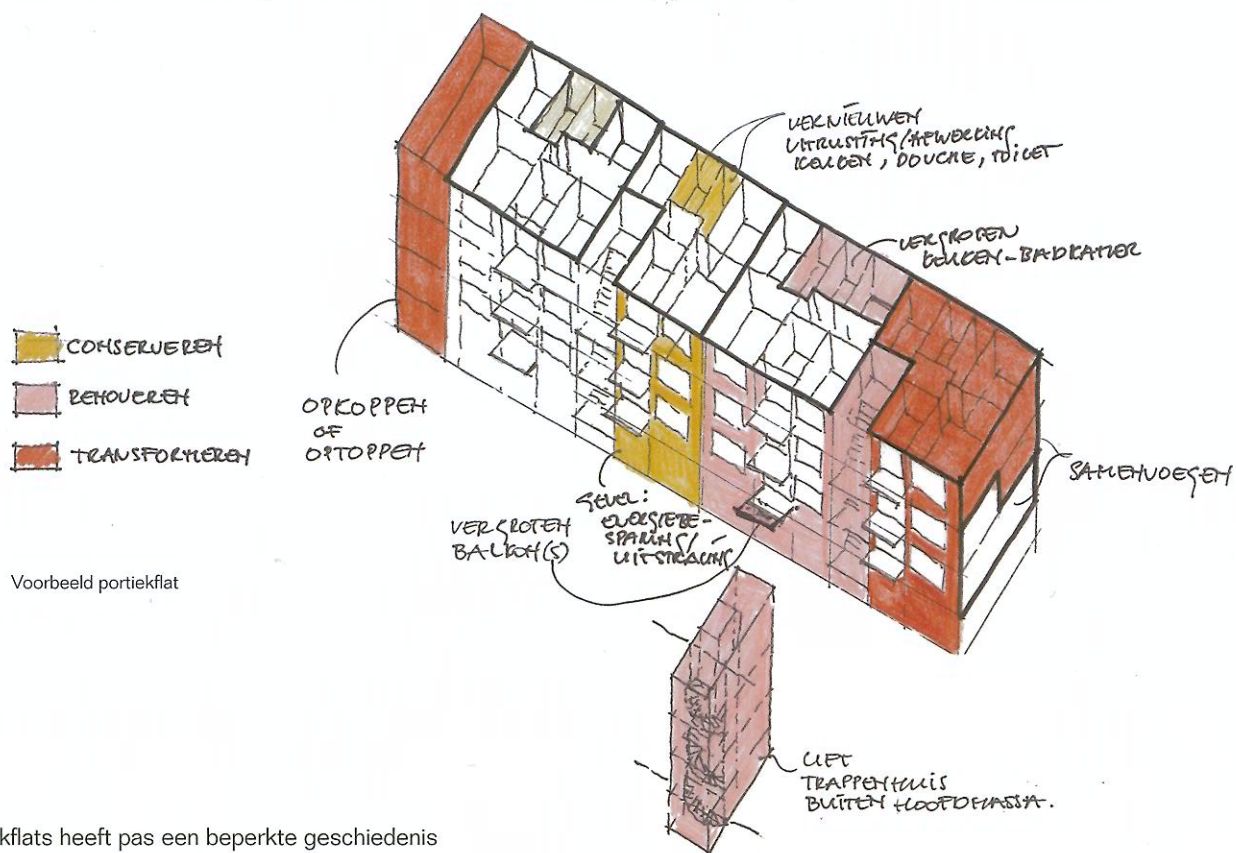 VERNIEUWEN
UITRUSTING/AFWERKING
KEUKEN, DOUCHE, TOILET
VERGROTEN
KEUKEN-BADKAMER
CONSERVEREN
RENOVEREN
TRANSFORMEREN
OPKOPPEN
OF
OPTOPPEN
SAMENVOEGEN
GEVEL:
ENERGIEBE-
SPARING/
UITSTRALING
VERGROTEN
BALKON(S)
Voorbeeld portiekflat
LIFT
TRAPPENHUIS
BUITEN HOOFDMASSA.
kflats heeft pas een beperkte geschiedenis